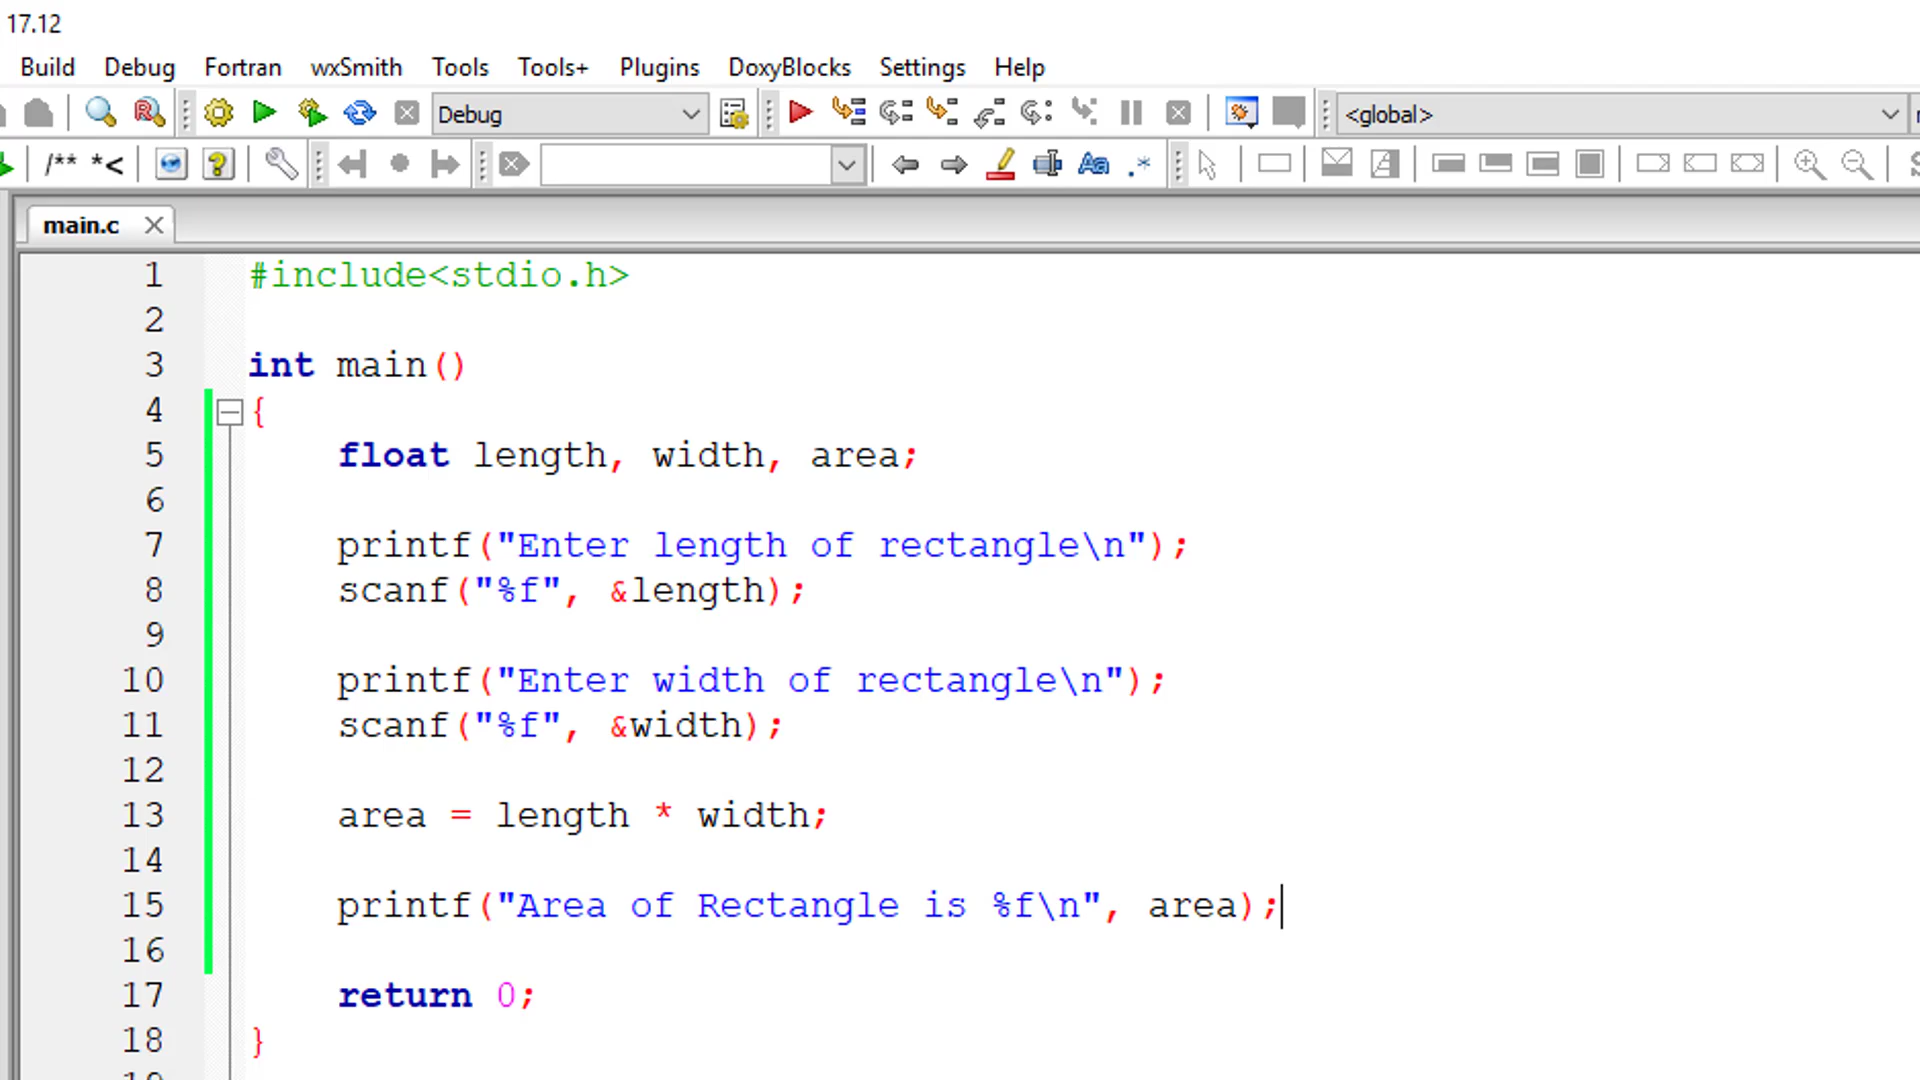 17.12
Build Debug Fortran wxSmith Tools Tools+ Plugins DoxyBlocks Settings Help
Debug <global>
/** *<
main.c
1 #include<stdio.h>
2
3 int main()
4 {
5 float length, width, area;
6
7 printf("Enter length of rectangle\n");
8 scanf("%f", &length);
9
10 printf("Enter width of rectangle\n");
11 scanf("%f", &width);
12
13 area = length * width;
14
15 printf("Area of Rectangle is %f\n", area);
16
17 return 0;
18 }